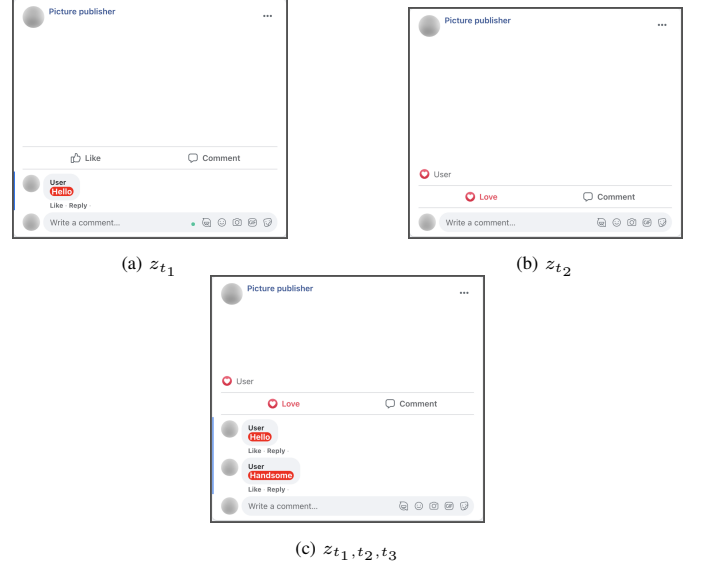 Picture publisher
Like Comment
User
Hello
Like · Reply ·
Write a comment...
(a) z_{t_1}
Picture publisher
User
Love Comment
Write a comment...
(b) z_{t_2}
Picture publisher
User
Love Comment
User
Hello
Like · Reply ·
User
Handsome
Like · Reply ·
Write a comment...
(c) z_{t_1,t_2,t_3}